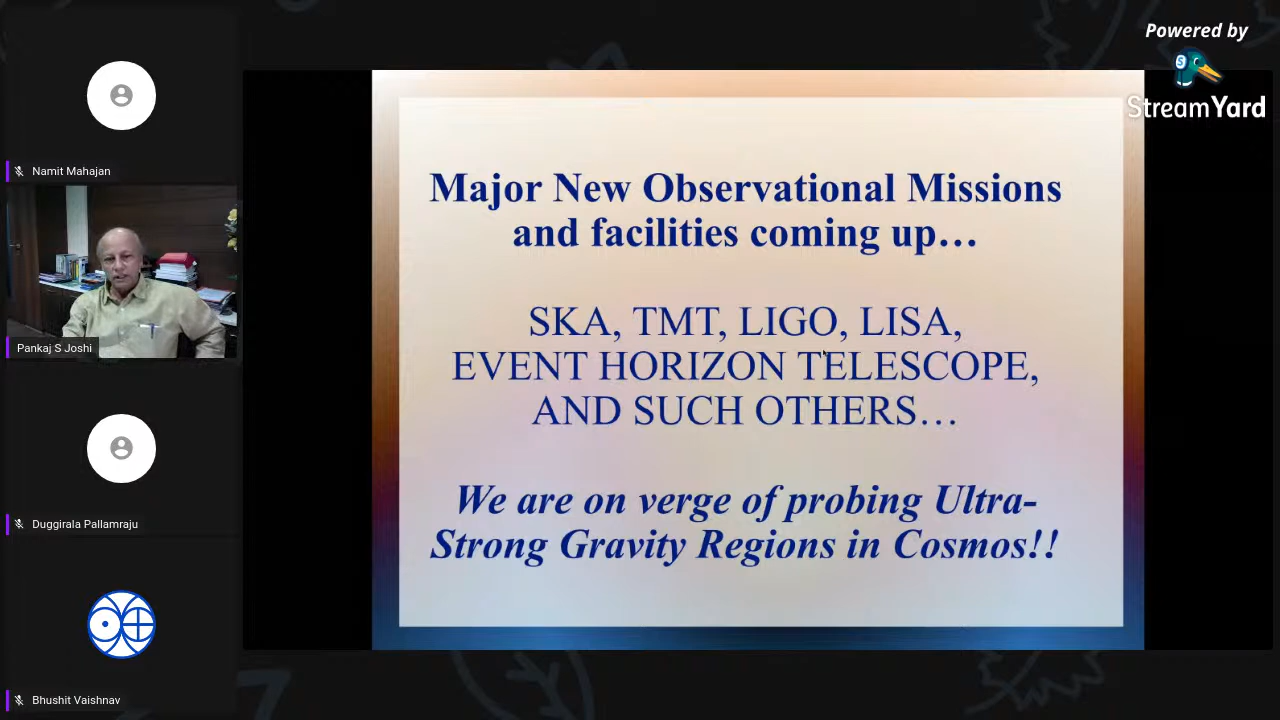 Powered by
StreamYard
Namit Mahajan
Pankaj S Joshi
Duggirala Pallamraju
Bhushit Vaishnav
Major New Observational Missions
and facilities coming up...
SKA, TMT, LIGO, LISA,
EVENT HORIZON TELESCOPE,
AND SUCH OTHERS...
We are on verge of probing Ultra-
Strong Gravity Regions in Cosmos!!